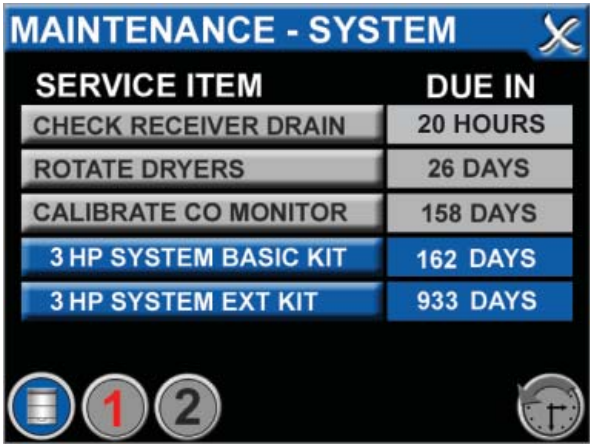 MAINTENANCE - SYSTEM
SERVICE ITEM DUE IN
CHECK RECEIVER DRAIN 20 HOURS
ROTATE DRYERS 26 DAYS
CALIBRATE CO MONITOR 158 DAYS
3 HP SYSTEM BASIC KIT 162 DAYS
3 HP SYSTEM EXT KIT 933 DAYS
1 2